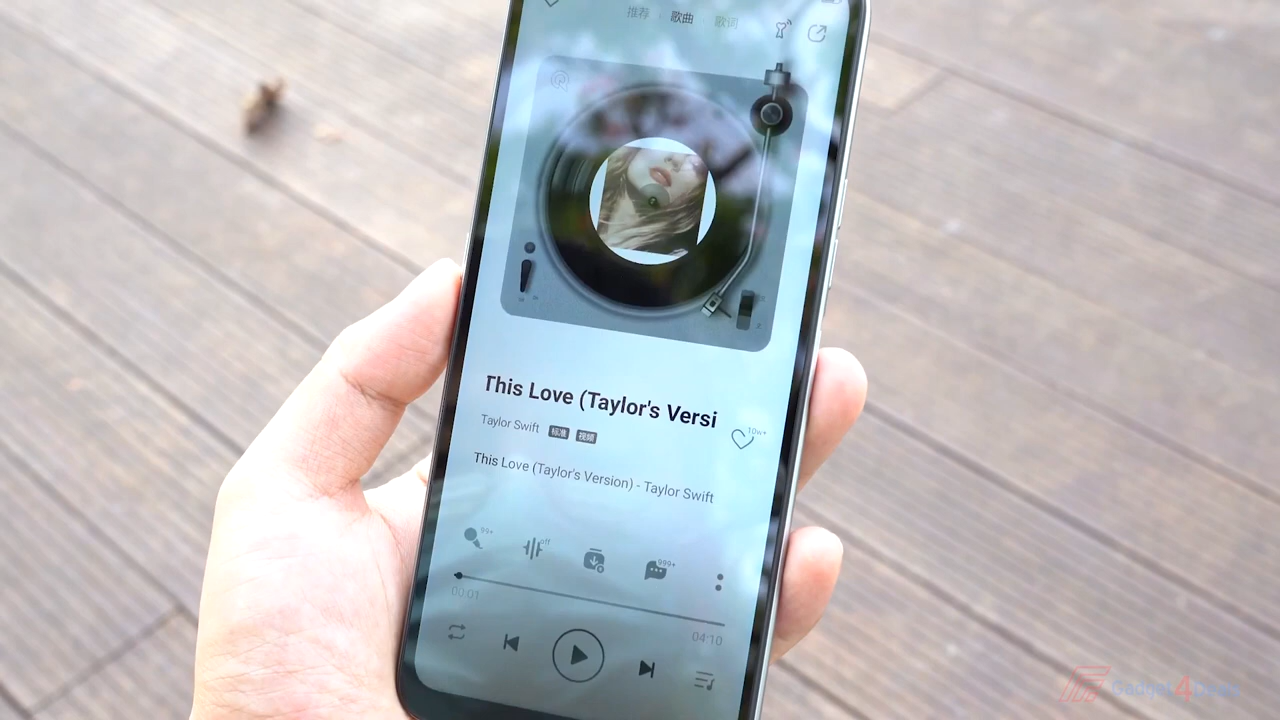 推荐 · 歌曲 · 歌词
This Love (Taylor's Versi
10w+
Taylor Swift 标准 视频
This Love (Taylor's Version) - Taylor Swift
99+ off 999+
00:01
04:10
Gadget4